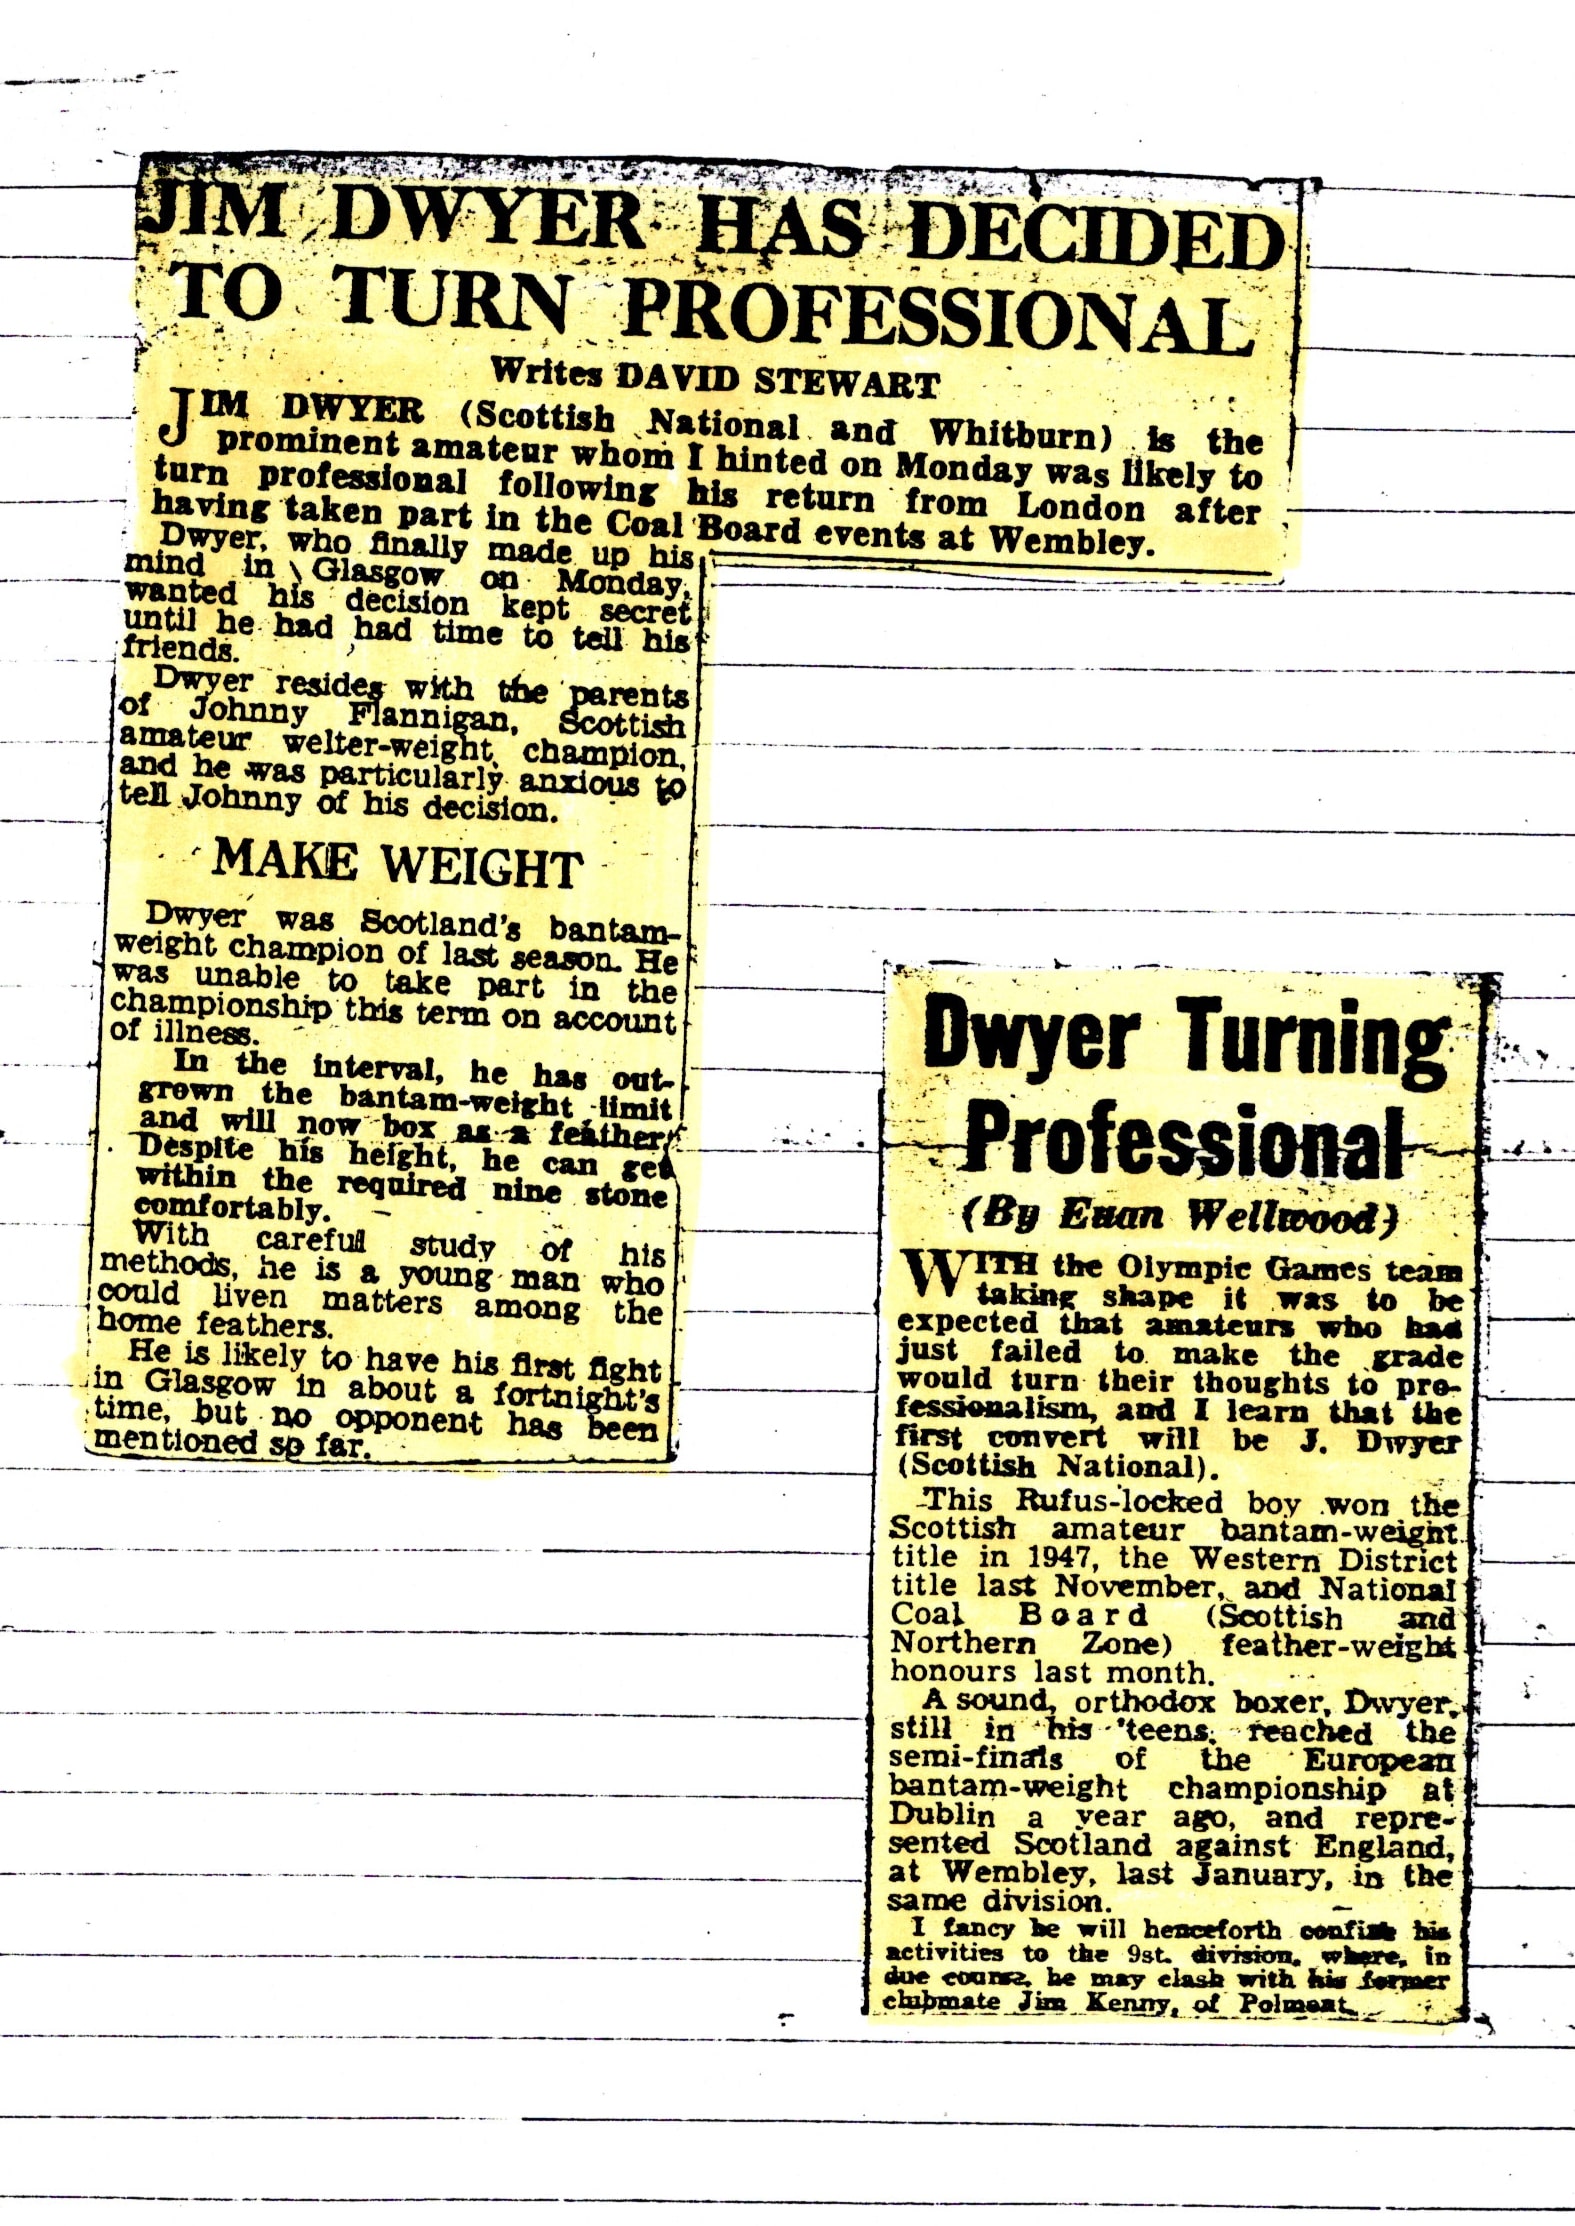 JIM DWYER HAS DECIDED
TO TURN PROFESSIONAL
Writes DAVID STEWART
JIM DWYER (Scottish National and Whitburn) is the
prominent amateur whom I hinted on Monday was likely to
turn professional following his return from London after
having taken part in the Coal Board events at Wembley.
Dwyer, who finally made up his
mind in Glasgow on Monday,
wanted his decision kept secret
until he had had time to tell his
friends.
Dwyer resides with the parents
of Johnny Flannigan, Scottish
amateur welter-weight champion,
and he was particularly anxious to
tell Johnny of his decision.
MAKE WEIGHT
Dwyer was Scotland's bantam-
weight champion of last season. He
was unable to take part in the
championship this term on account
of illness.
In the interval, he has out-
grown the bantam-weight limit
and will now box as a feather.
Despite his height, he can get
within the required nine stone
comfortably.
With careful study of his
methods, he is a young man who
could liven matters among the
home feathers.
He is likely to have his first fight
in Glasgow in about a fortnight's
time, but no opponent has been
mentioned so far.
Dwyer Turning
Professional
(By Euan Wellwood)
WITH the Olympic Games team
taking shape it was to be
expected that amateurs who had
just failed to make the grade
would turn their thoughts to pro-
fessionalism, and I learn that the
first convert will be J. Dwyer
(Scottish National).
This Rufus-locked boy won the
Scottish amateur bantam-weight
title in 1947, the Western District
title last November, and National
Coal Board (Scottish and
Northern Zone) feather-weight
honours last month.
A sound, orthodox boxer, Dwyer,
still in his 'teens, reached the
semi-finals of the European
bantam-weight championship at
Dublin a year ago, and repre-
sented Scotland against England,
at Wembley, last January, in the
same division.
I fancy he will henceforth confine his
activities to the 9st. division, where, in
due course, he may clash with his former
clubmate Jim Kenny, of Polmont.